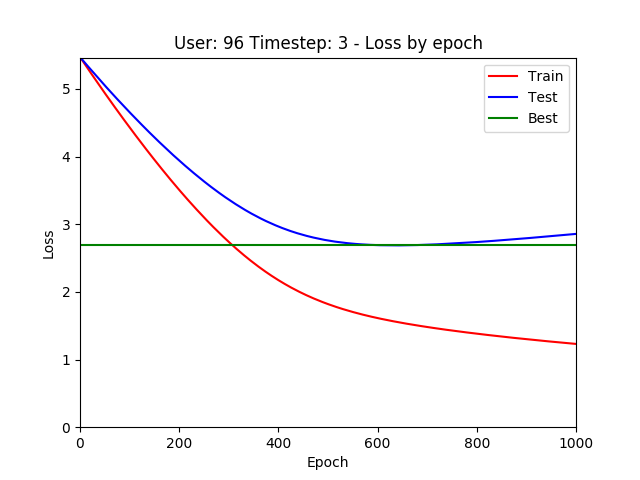 User: 96 Timestep: 3 - Loss by epoch
Train
Test
Best
5
4
3
2
1
0
Loss
0 200 400 600 800 1000
Epoch